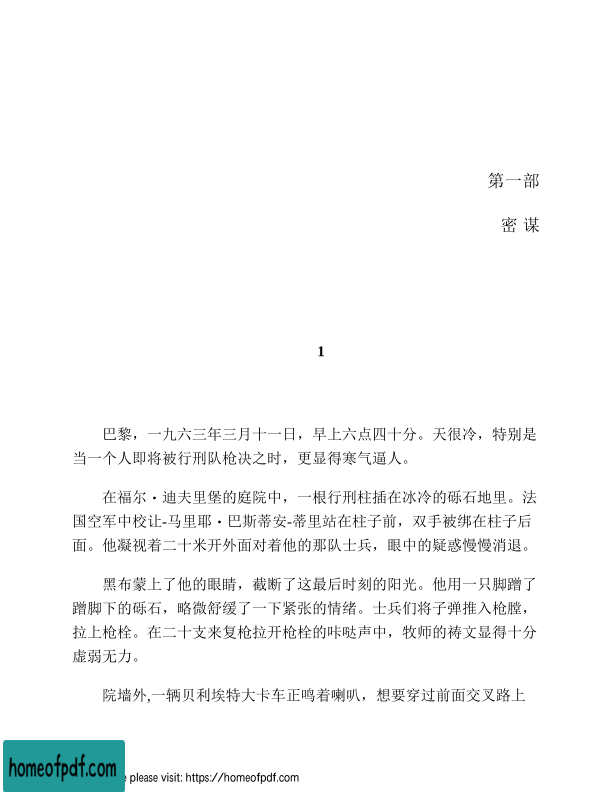 第一部
密 谋
1
巴黎，一九六三年三月十一日，早上六点四十分。天很冷，特别是
当一个人即将被行刑队枪决之时，更显得寒气逼人。
在福尔·迪夫里堡的庭院中，一根行刑柱插在冰冷的砾石地里。法
国空军中校让-马里耶·巴斯蒂安-蒂里站在柱子前，双手被绑在柱子后
面。他凝视着二十米开外面对着他的那队士兵，眼中的疑惑慢慢消退。
黑布蒙上了他的眼睛，截断了这最后时刻的阳光。他用一只脚蹭了
蹭脚下的砾石，略微舒缓了一下紧张的情绪。士兵们将子弹推入枪膛，
拉上枪栓。在二十支来复枪拉开枪栓的咔哒声中，牧师的祷文显得十分
虚弱无力。
院墙外,一辆贝利埃特大卡车正鸣着喇叭，想要穿过前面交叉路上
homeofpdf.com
e please visit: https://homeofpdf.com